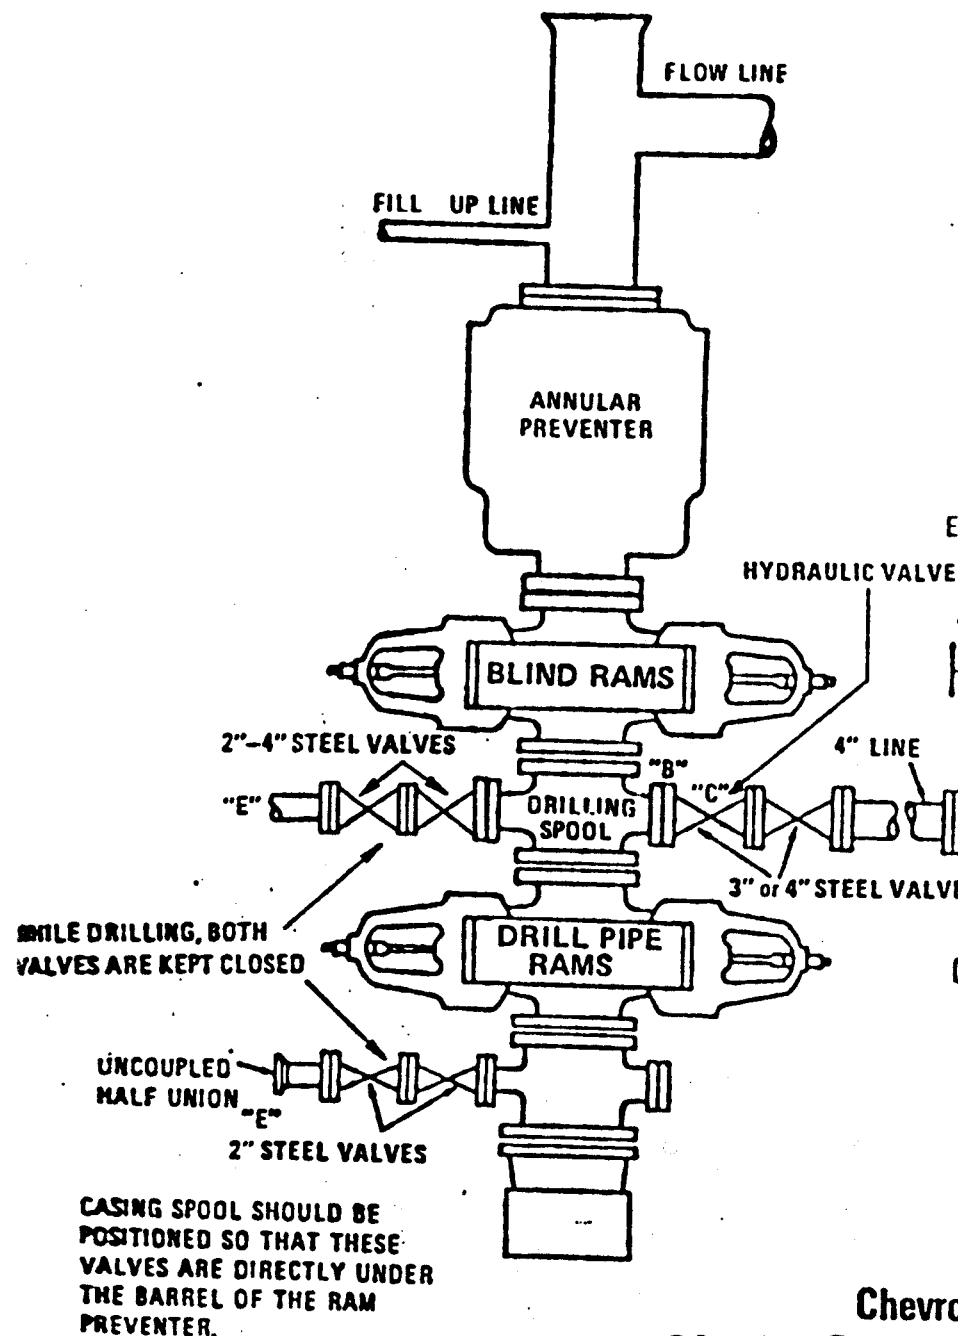 FLOW LINE
FILL UP LINE
ANNULAR
PREVENTER
E
HYDRAULIC VALVE
BLIND RAMS
2"-4" STEEL VALVES
4" LINE
"B"
"E"
"C"
DRILLING
SPOOL
3" or 4" STEEL VALVE
WHILE DRILLING, BOTH
VALVES ARE KEPT CLOSED
DRILL PIPE
RAMS
UNCOUPLED
HALF UNION
"E"
2" STEEL VALVES
CASING SPOOL SHOULD BE
POSITIONED SO THAT THESE
VALVES ARE DIRECTLY UNDER
THE BARREL OF THE RAM
PREVENTER.
Chevro